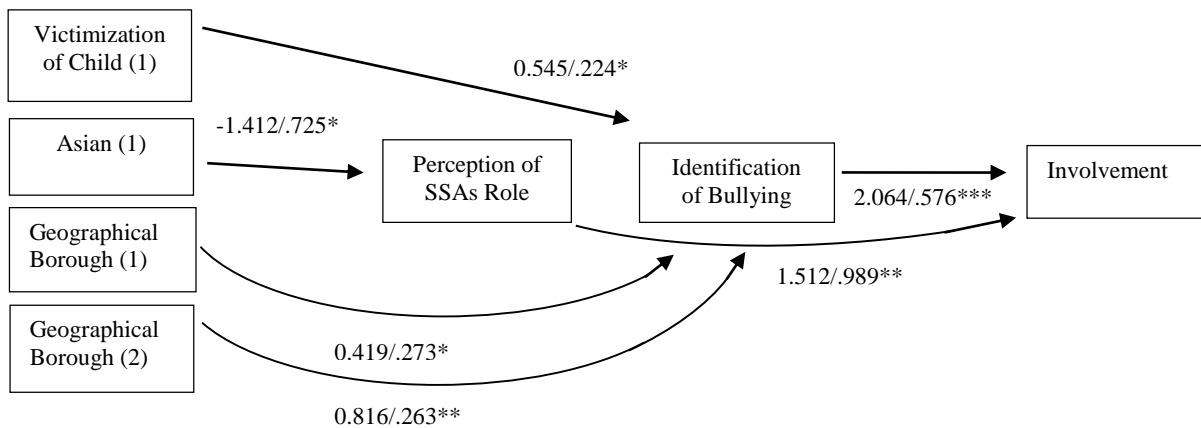 Victimization
of Child (1)
0.545/.224*
Asian (1)
-1.412/.725*
Perception of
SSAs Role
Identification
of Bullying
Involvement
2.064/.576***
Geographical
Borough (1)
1.512/.989**
Geographical
Borough (2)
0.419/.273*
0.816/.263**